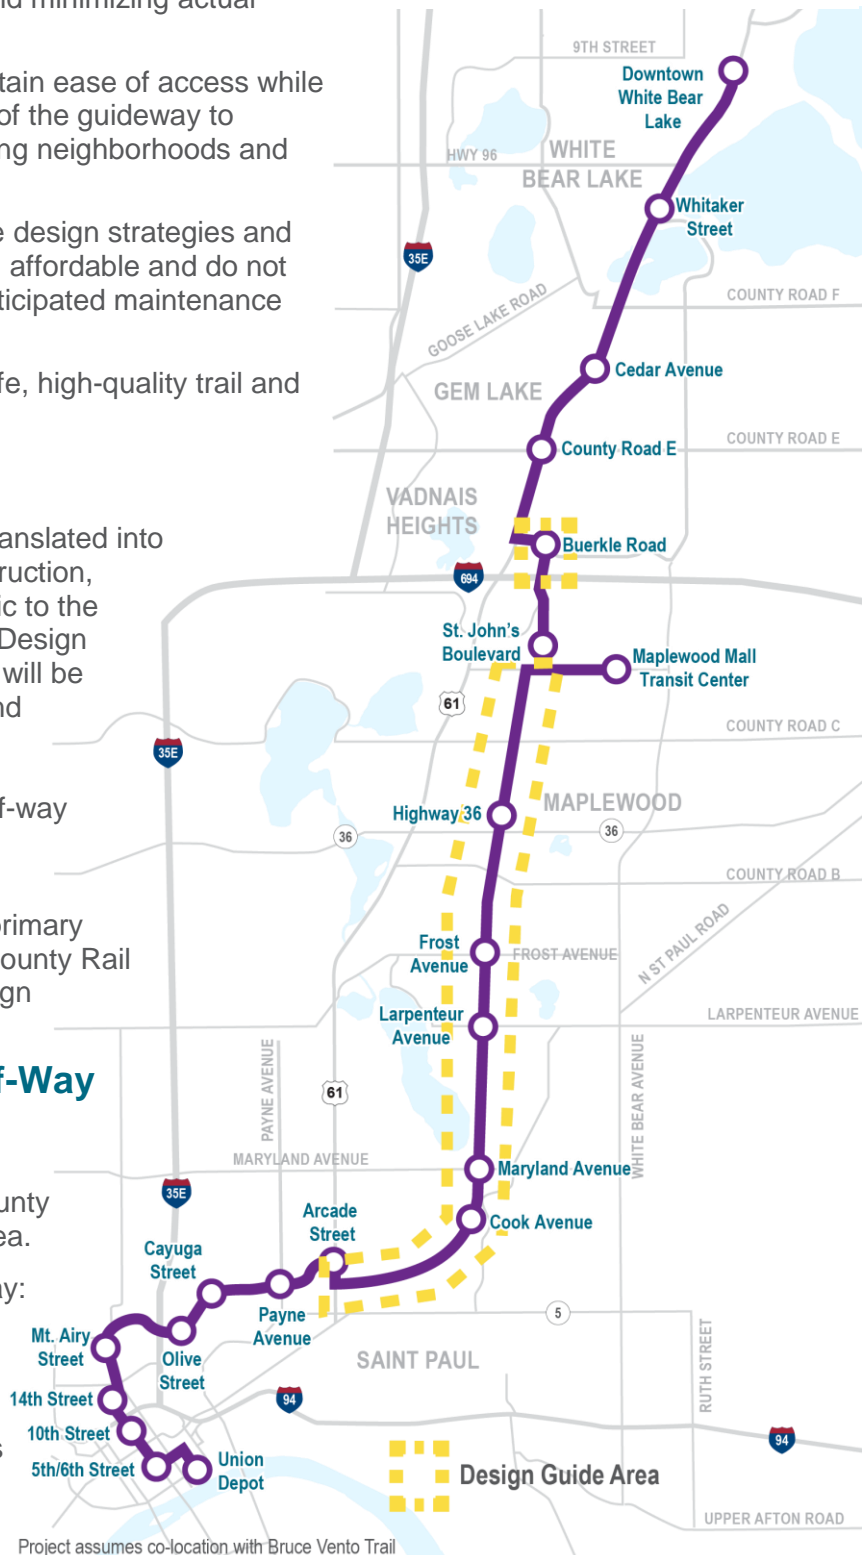 nd minimizing actual
tain ease of access while
of the guideway to
ng neighborhoods and
e design strategies and
affordable and do not
ticipated maintenance
fe, high-quality trail and
anslated into
ruction,
ic to the
Design
will be
nd
f-way
primary
ounty Rail
ign
f-Way
unty
ea.
ay:
s
9TH STREET
Downtown
White Bear
Lake
HWY 96
WHITE
BEAR LAKE
Whitaker
Street
35E
COUNTY ROAD F
GOOSE LAKE ROAD
Cedar Avenue
GEM LAKE
COUNTY ROAD E
County Road E
VADNAIS
HEIGHTS
Buerkle Road
694
St. John's
Boulevard
Maplewood Mall
Transit Center
61
COUNTY ROAD C
35E
MAPLEWOOD
Highway 36
36
36
COUNTY ROAD B
Frost
Avenue
FROST AVENUE
N ST PAUL ROAD
Larpenteur
Avenue
LARPENTEUR AVENUE
PAYNE AVENUE
61
WHITE BEAR AVENUE
MARYLAND AVENUE
Maryland Avenue
35E
Arcade
Street
Cook Avenue
Cayuga
Street
Payne
Avenue
5
Mt. Airy
Street
Olive
Street
SAINT PAUL
RUTH STREET
14th Street
94
10th Street
94
5th/6th Street
Union
Depot
Design Guide Area
UPPER AFTON ROAD
Project assumes co-location with Bruce Vento Trail